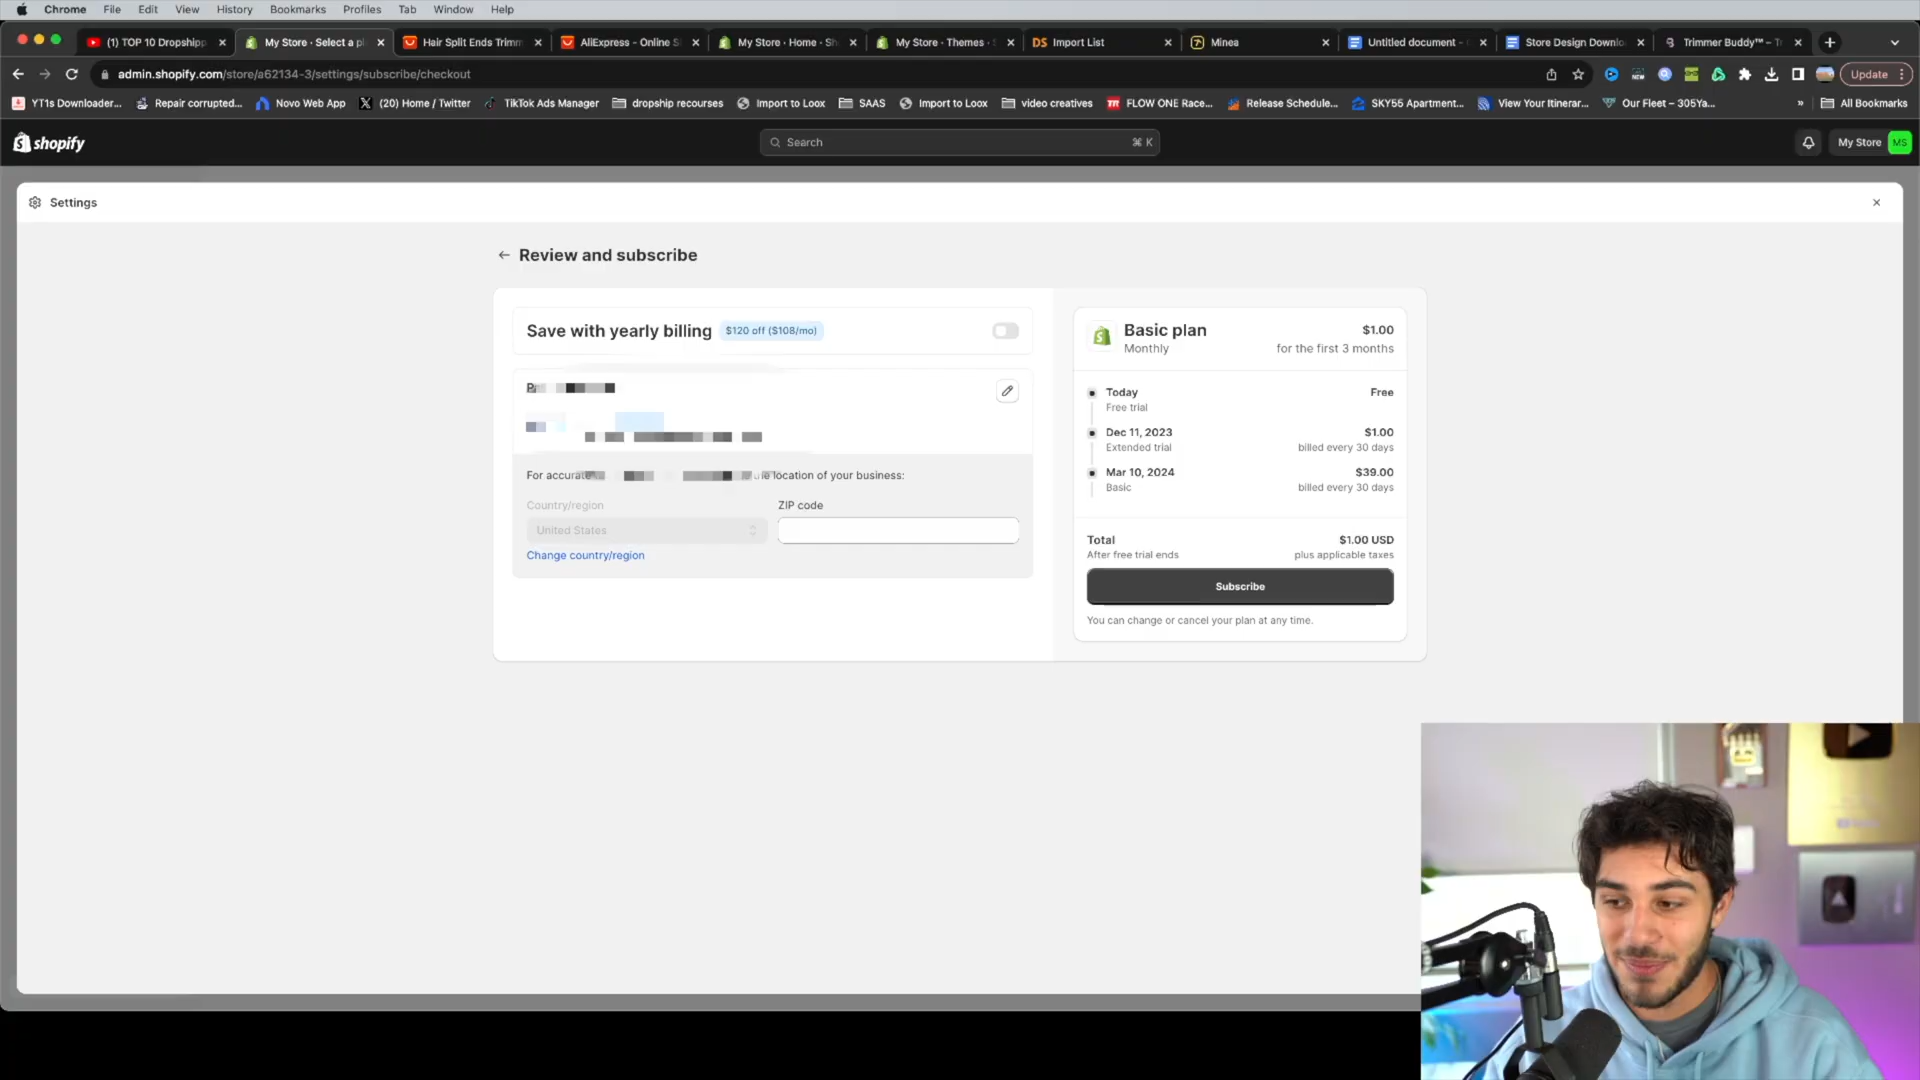 Chrome File Edit View History Bookmarks Profiles Tab Window Help
(1) TOP 10 Dropshipp
My Store · Select a pl
Hair Split Ends Trimm
AliExpress - Online S
My Store · Home · Sh
My Store · Themes · S
DS Import List
Minea
Untitled document -
Store Design Downlo
Trimmer Buddy™ – Tr
admin.shopify.com/store/a62134-3/settings/subscribe/checkout
Update
YT1s Downloader... Repair corrupted... Novo Web App (20) Home / Twitter TikTok Ads Manager dropship recourses Import to Loox SAAS Import to Loox video creatives FLOW ONE Race... Release Schedule... SKY55 Apartment... View Your Itinerar... Our Fleet – 305Ya... » All Bookmarks
shopify
Search
⌘ K
My Store
MS
Settings
Review and subscribe
Save with yearly billing
$120 off ($108/mo)
For accurate
location of your business:
Country/region
United States
Change country/region
ZIP code
Basic plan
$1.00
Monthly
for the first 3 months
Today
Free
Free trial
Dec 11, 2023
$1.00
Extended trial
billed every 30 days
Mar 10, 2024
$39.00
Basic
billed every 30 days
Total
$1.00 USD
After free trial ends
plus applicable taxes
Subscribe
You can change or cancel your plan at any time.